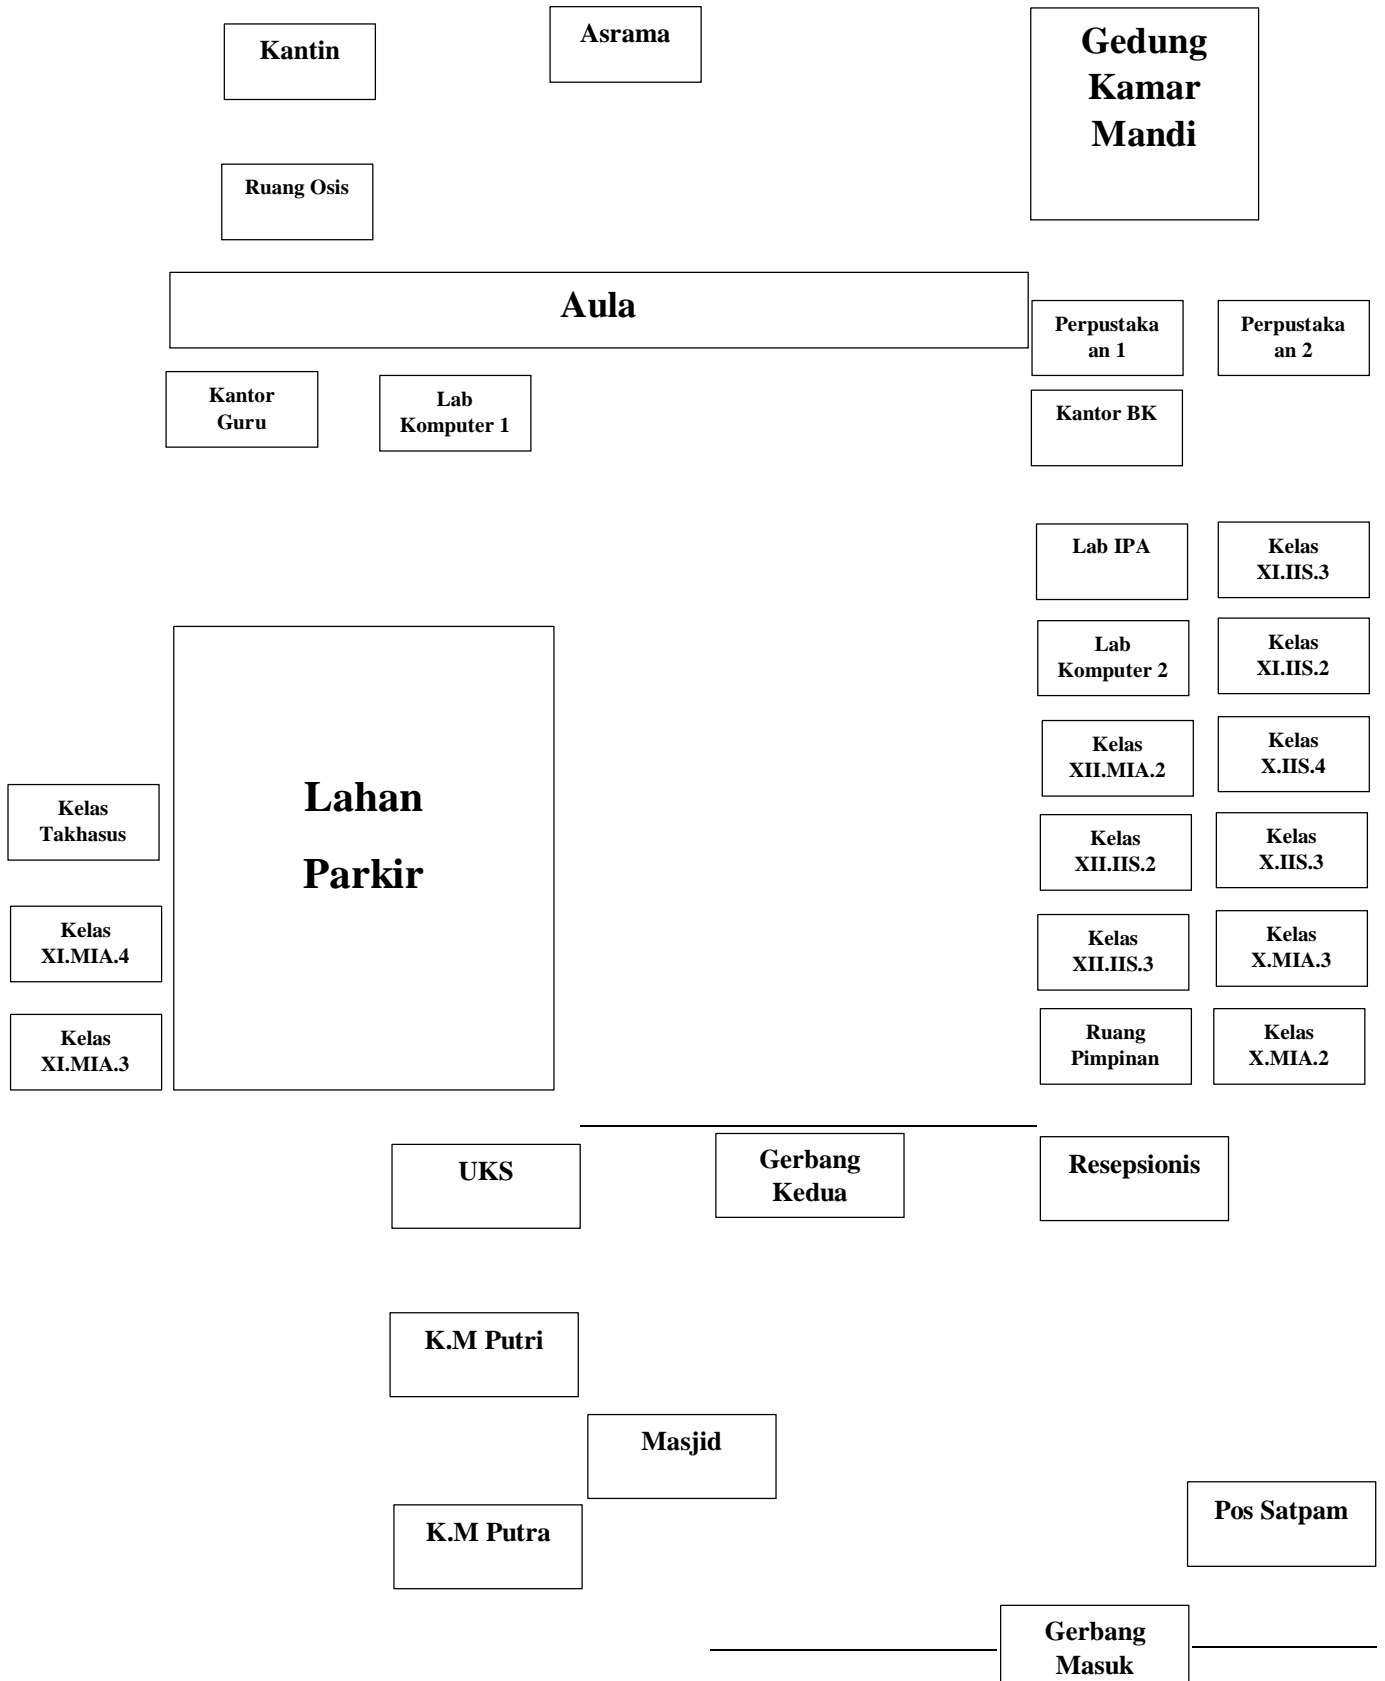 Kantin
Asrama
Gedung
Kamar
Mandi
Ruang Osis
Aula
Perpustaka
an 1
Perpustaka
an 2
Kantor
Guru
Lab
Komputer 1
Kantor BK
Lab IPA
Kelas
XI.IIS.3
Lab
Komputer 2
Kelas
XI.IIS.2
Kelas
XII.MIA.2
Kelas
X.IIS.4
Lahan
Parkir
Kelas
Takhasus
Kelas
XII.IIS.2
Kelas
X.IIS.3
Kelas
XI.MIA.4
Kelas
XII.IIS.3
Kelas
X.MIA.3
Kelas
XI.MIA.3
Ruang
Pimpinan
Kelas
X.MIA.2
UKS
Gerbang
Kedua
Resepsionis
K.M Putri
Masjid
K.M Putra
Pos Satpam
Gerbang
Masuk